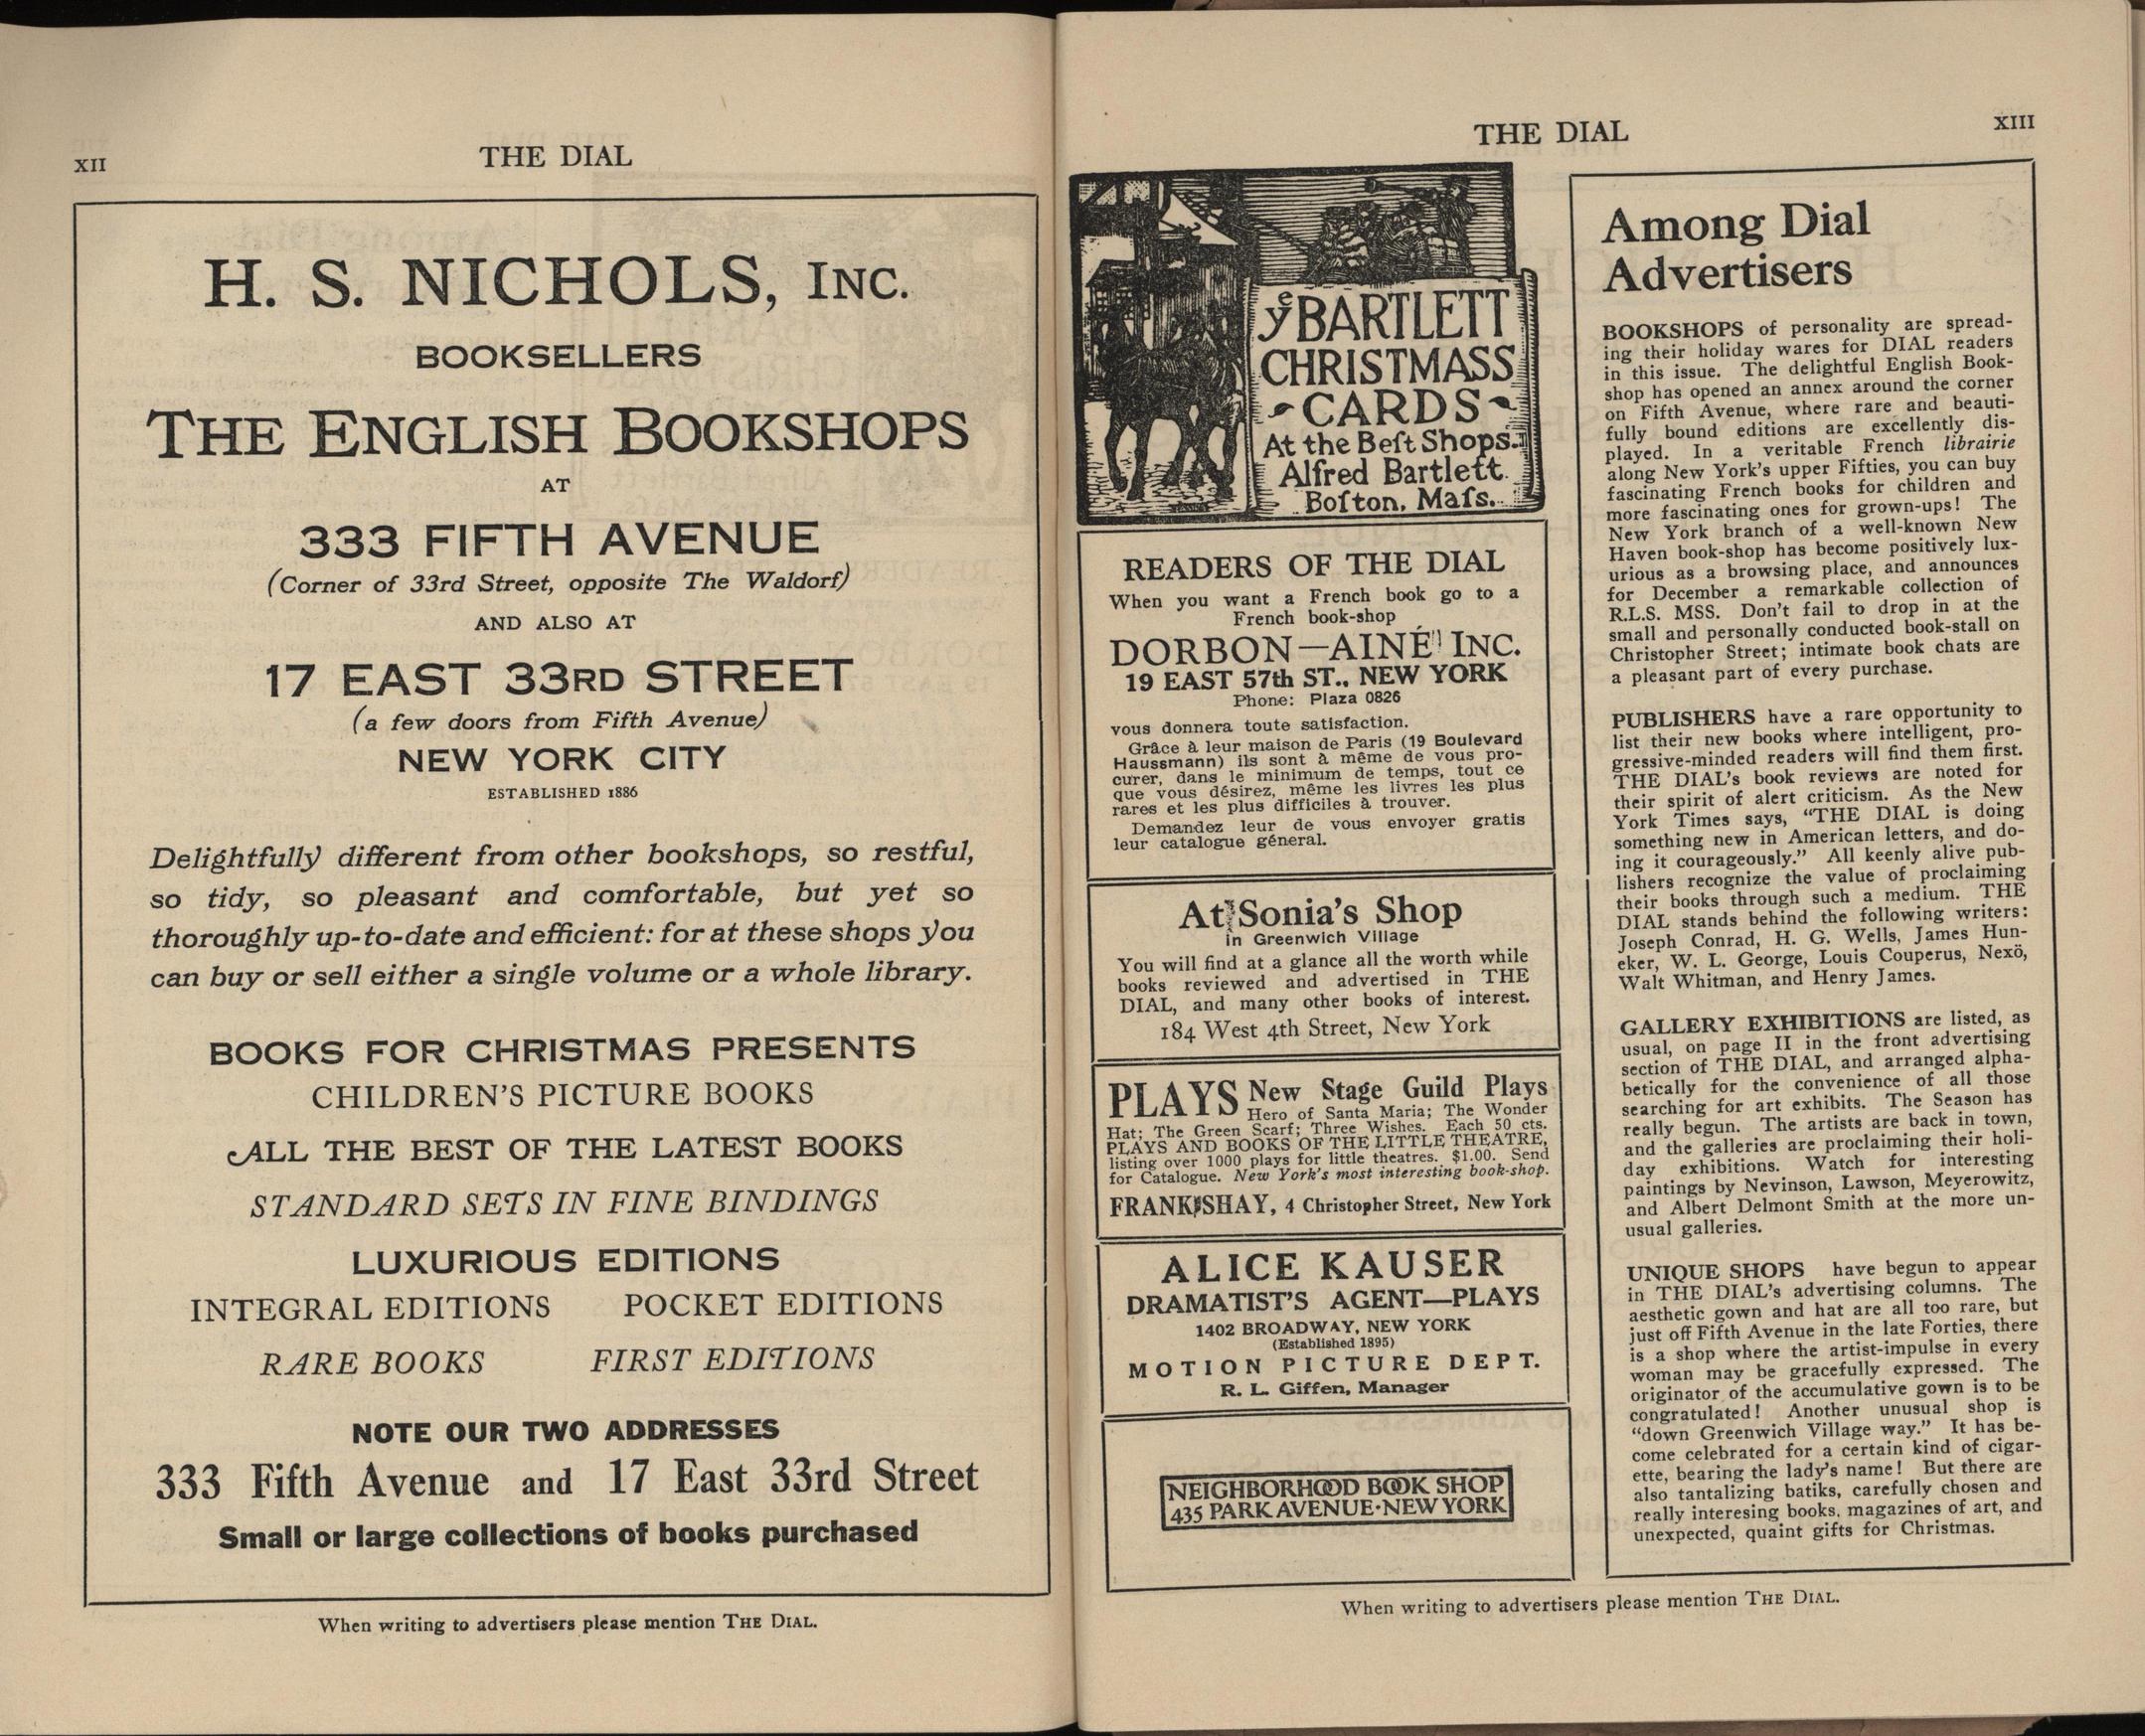 XII
THE DIAL
H. S. NICHOLS, INC.
BOOKSELLERS
THE ENGLISH BOOKSHOPS
AT
333 FIFTH AVENUE
(Corner of 33rd Street, opposite The Waldorf)
AND ALSO AT
17 EAST 33RD STREET
(a few doors from Fifth Avenue)
NEW YORK CITY
ESTABLISHED 1886
Delightfully different from other bookshops, so restful,
so tidy, so pleasant and comfortable, but yet so
thoroughly up-to-date and efficient: for at these shops you
can buy or sell either a single volume or a whole library.
BOOKS FOR CHRISTMAS PRESENTS
CHILDREN'S PICTURE BOOKS
ALL THE BEST OF THE LATEST BOOKS
STANDARD SETS IN FINE BINDINGS
LUXURIOUS EDITIONS
INTEGRAL EDITIONS POCKET EDITIONS
RARE BOOKS FIRST EDITIONS
NOTE OUR TWO ADDRESSES
333 Fifth Avenue and 17 East 33rd Street
Small or large collections of books purchased
When writing to advertisers please mention THE DIAL.
THE DIAL
XIII
ye BARTLETT
CHRISTMASS
CARDS
At the Beſt Shops.
Alfred Bartlett.
Boſton, Maſs.
READERS OF THE DIAL
When you want a French book go to a
French book-shop
DORBON—AINÉ INC.
19 EAST 57th ST., NEW YORK
Phone: Plaza 0826
vous donnera toute satisfaction.
Grâce à leur maison de Paris (19 Boulevard
Haussmann) ils sont à même de vous pro-
curer, dans le minimum de temps, tout ce
que vous désirez, même les livres les plus
rares et les plus difficiles à trouver.
Demandez leur de vous envoyer gratis
leur catalogue géneral.
At Sonia's Shop
in Greenwich Village
You will find at a glance all the worth while
books reviewed and advertised in THE
DIAL, and many other books of interest.
184 West 4th Street, New York
PLAYS New Stage Guild Plays
Hero of Santa Maria; The Wonder
Hat; The Green Scarf; Three Wishes. Each 50 cts.
PLAYS AND BOOKS OF THE LITTLE THEATRE,
listing over 1000 plays for little theatres. $1.00. Send
for Catalogue. New York's most interesting book-shop.
FRANK SHAY, 4 Christopher Street, New York
ALICE KAUSER
DRAMATIST'S AGENT—PLAYS
1402 BROADWAY, NEW YORK
(Established 1895)
MOTION PICTURE DEPT.
R. L. Giffen, Manager
NEIGHBORHOOD BOOK SHOP
435 PARK AVENUE·NEW YORK
Among Dial
Advertisers
BOOKSHOPS of personality are spread-
ing their holiday wares for DIAL readers
in this issue. The delightful English Book-
shop has opened an annex around the corner
on Fifth Avenue, where rare and beauti-
fully bound editions are excellently dis-
played. In a veritable French librairie
along New York's upper Fifties, you can buy
fascinating French books for children and
more fascinating ones for grown-ups! The
New York branch of a well-known New
Haven book-shop has become positively lux-
urious as a browsing place, and announces
for December a remarkable collection of
R.L.S. MSS. Don't fail to drop in at the
small and personally conducted book-stall on
Christopher Street; intimate book chats are
a pleasant part of every purchase.
PUBLISHERS have a rare opportunity to
list their new books where intelligent, pro-
gressive-minded readers will find them first.
THE DIAL's book reviews are noted for
their spirit of alert criticism. As the New
York Times says, "THE DIAL is doing
something new in American letters, and do-
ing it courageously." All keenly alive pub-
lishers recognize the value of proclaiming
their books through such a medium. THE
DIAL stands behind the following writers:
Joseph Conrad, H. G. Wells, James Hun-
eker, W. L. George, Louis Couperus, Nexö,
Walt Whitman, and Henry James.
GALLERY EXHIBITIONS are listed, as
usual, on page II in the front advertising
section of THE DIAL, and arranged alpha-
betically for the convenience of all those
searching for art exhibits. The Season has
really begun. The artists are back in town,
and the galleries are proclaiming their holi-
day exhibitions. Watch for interesting
paintings by Nevinson, Lawson, Meyerowitz,
and Albert Delmont Smith at the more un-
usual galleries.
UNIQUE SHOPS have begun to appear
in THE DIAL's advertising columns. The
aesthetic gown and hat are all too rare, but
just off Fifth Avenue in the late Forties, there
is a shop where the artist-impulse in every
woman may be gracefully expressed. The
originator of the accumulative gown is to be
congratulated! Another unusual shop is
"down Greenwich Village way." It has be-
come celebrated for a certain kind of cigar-
ette, bearing the lady's name! But there are
also tantalizing batiks, carefully chosen and
really interesing books, magazines of art, and
unexpected, quaint gifts for Christmas.
When writing to advertisers please mention THE DIAL.